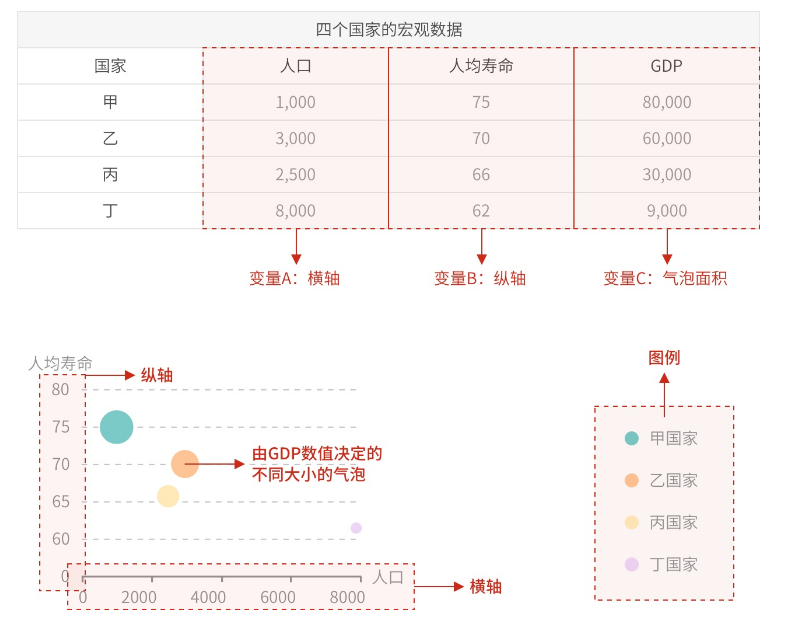 四个国家的宏观数据
国家 人口 人均寿命 GDP
甲 1,000 75 80,000
乙 3,000 70 60,000
丙 2,500 66 30,000
丁 8,000 62 9,000
变量A：横轴 变量B：纵轴 变量C：气泡面积
人均寿命
纵轴
80
75
70
65
60
0
由GDP数值决定的
不同大小的气泡
0 2000 4000 6000 8000
人口
横轴
图例
甲国家
乙国家
丙国家
丁国家